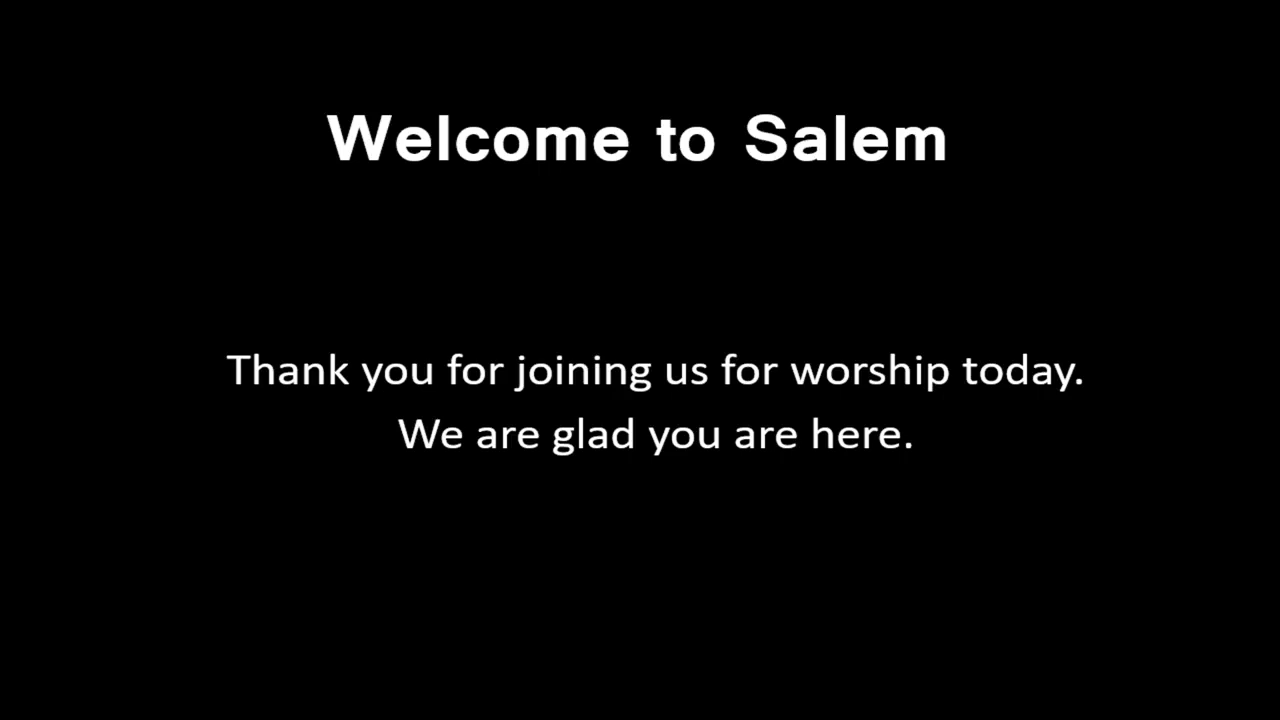 Welcome to Salem
Thank you for joining us for worship today.
We are glad you are here.